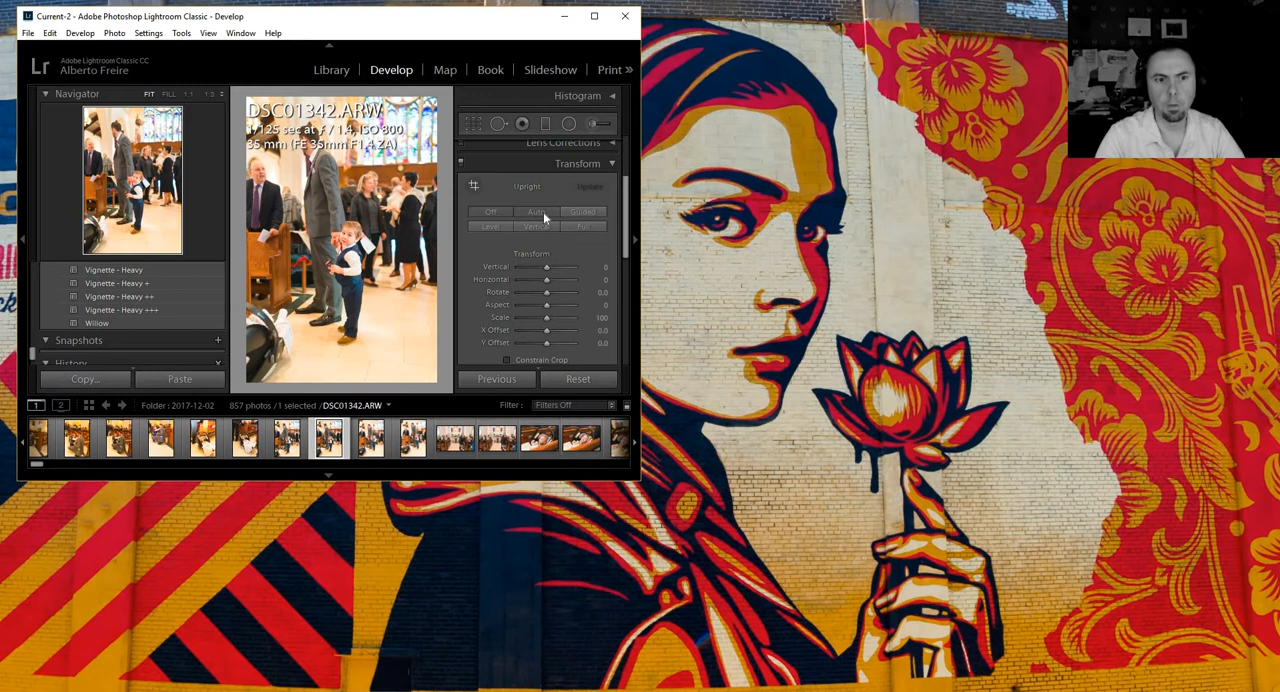 Current-2 - Adobe Photoshop Lightroom Classic - Develop
File Edit Develop Photo Settings Tools View Window Help
Lr
Adobe Lightroom Classic CC
Alberto Freire
Library | Develop | Map | Book | Slideshow | Print
Navigator FIT FILL 1:1 1:3
DSC01342.ARW
1/125 sec at ƒ / 1.4, ISO 800
35 mm (FE 35mm F1.4 ZA)
Vignette - Heavy
Vignette - Heavy +
Vignette - Heavy ++
Vignette - Heavy +++
Willow
Snapshots +
History
Copy... Paste
Histogram
Lens Corrections
Transform
Upright Update
Off Auto Guided
Level Vertical Full
Transform
Vertical 0
Horizontal 0
Rotate 0.0
Aspect 0
Scale 100
X Offset 0.0
Y Offset 0.0
Constrain Crop
Previous Reset
1 2 Folder : 2017-12-02 857 photos / 1 selected / DSC01342.ARW Filter : Filters Off